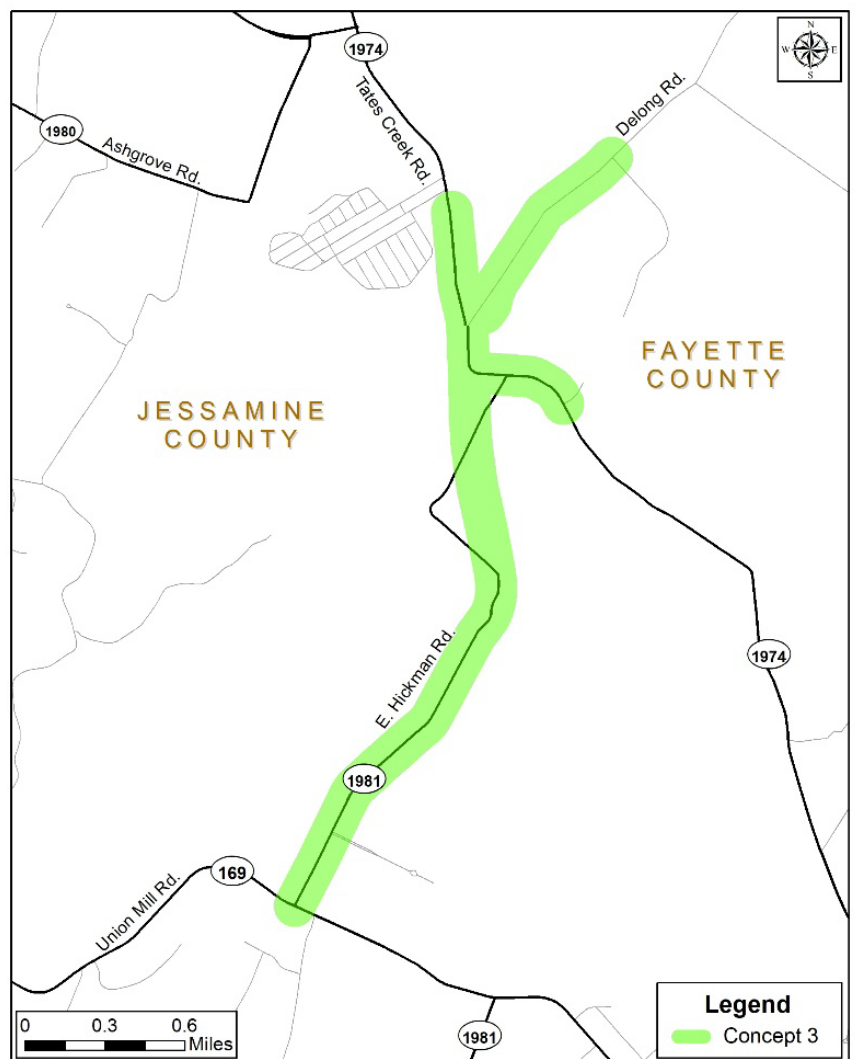 N
W E
S
1974
Tates Creek Rd.
Delong Rd.
1980
Ashgrove Rd.
FAYETTE
COUNTY
JESSAMINE
COUNTY
E. Hickman Rd.
1974
1981
169
Union Mill Rd.
1981
0 0.3 0.6
Miles
Legend
Concept 3